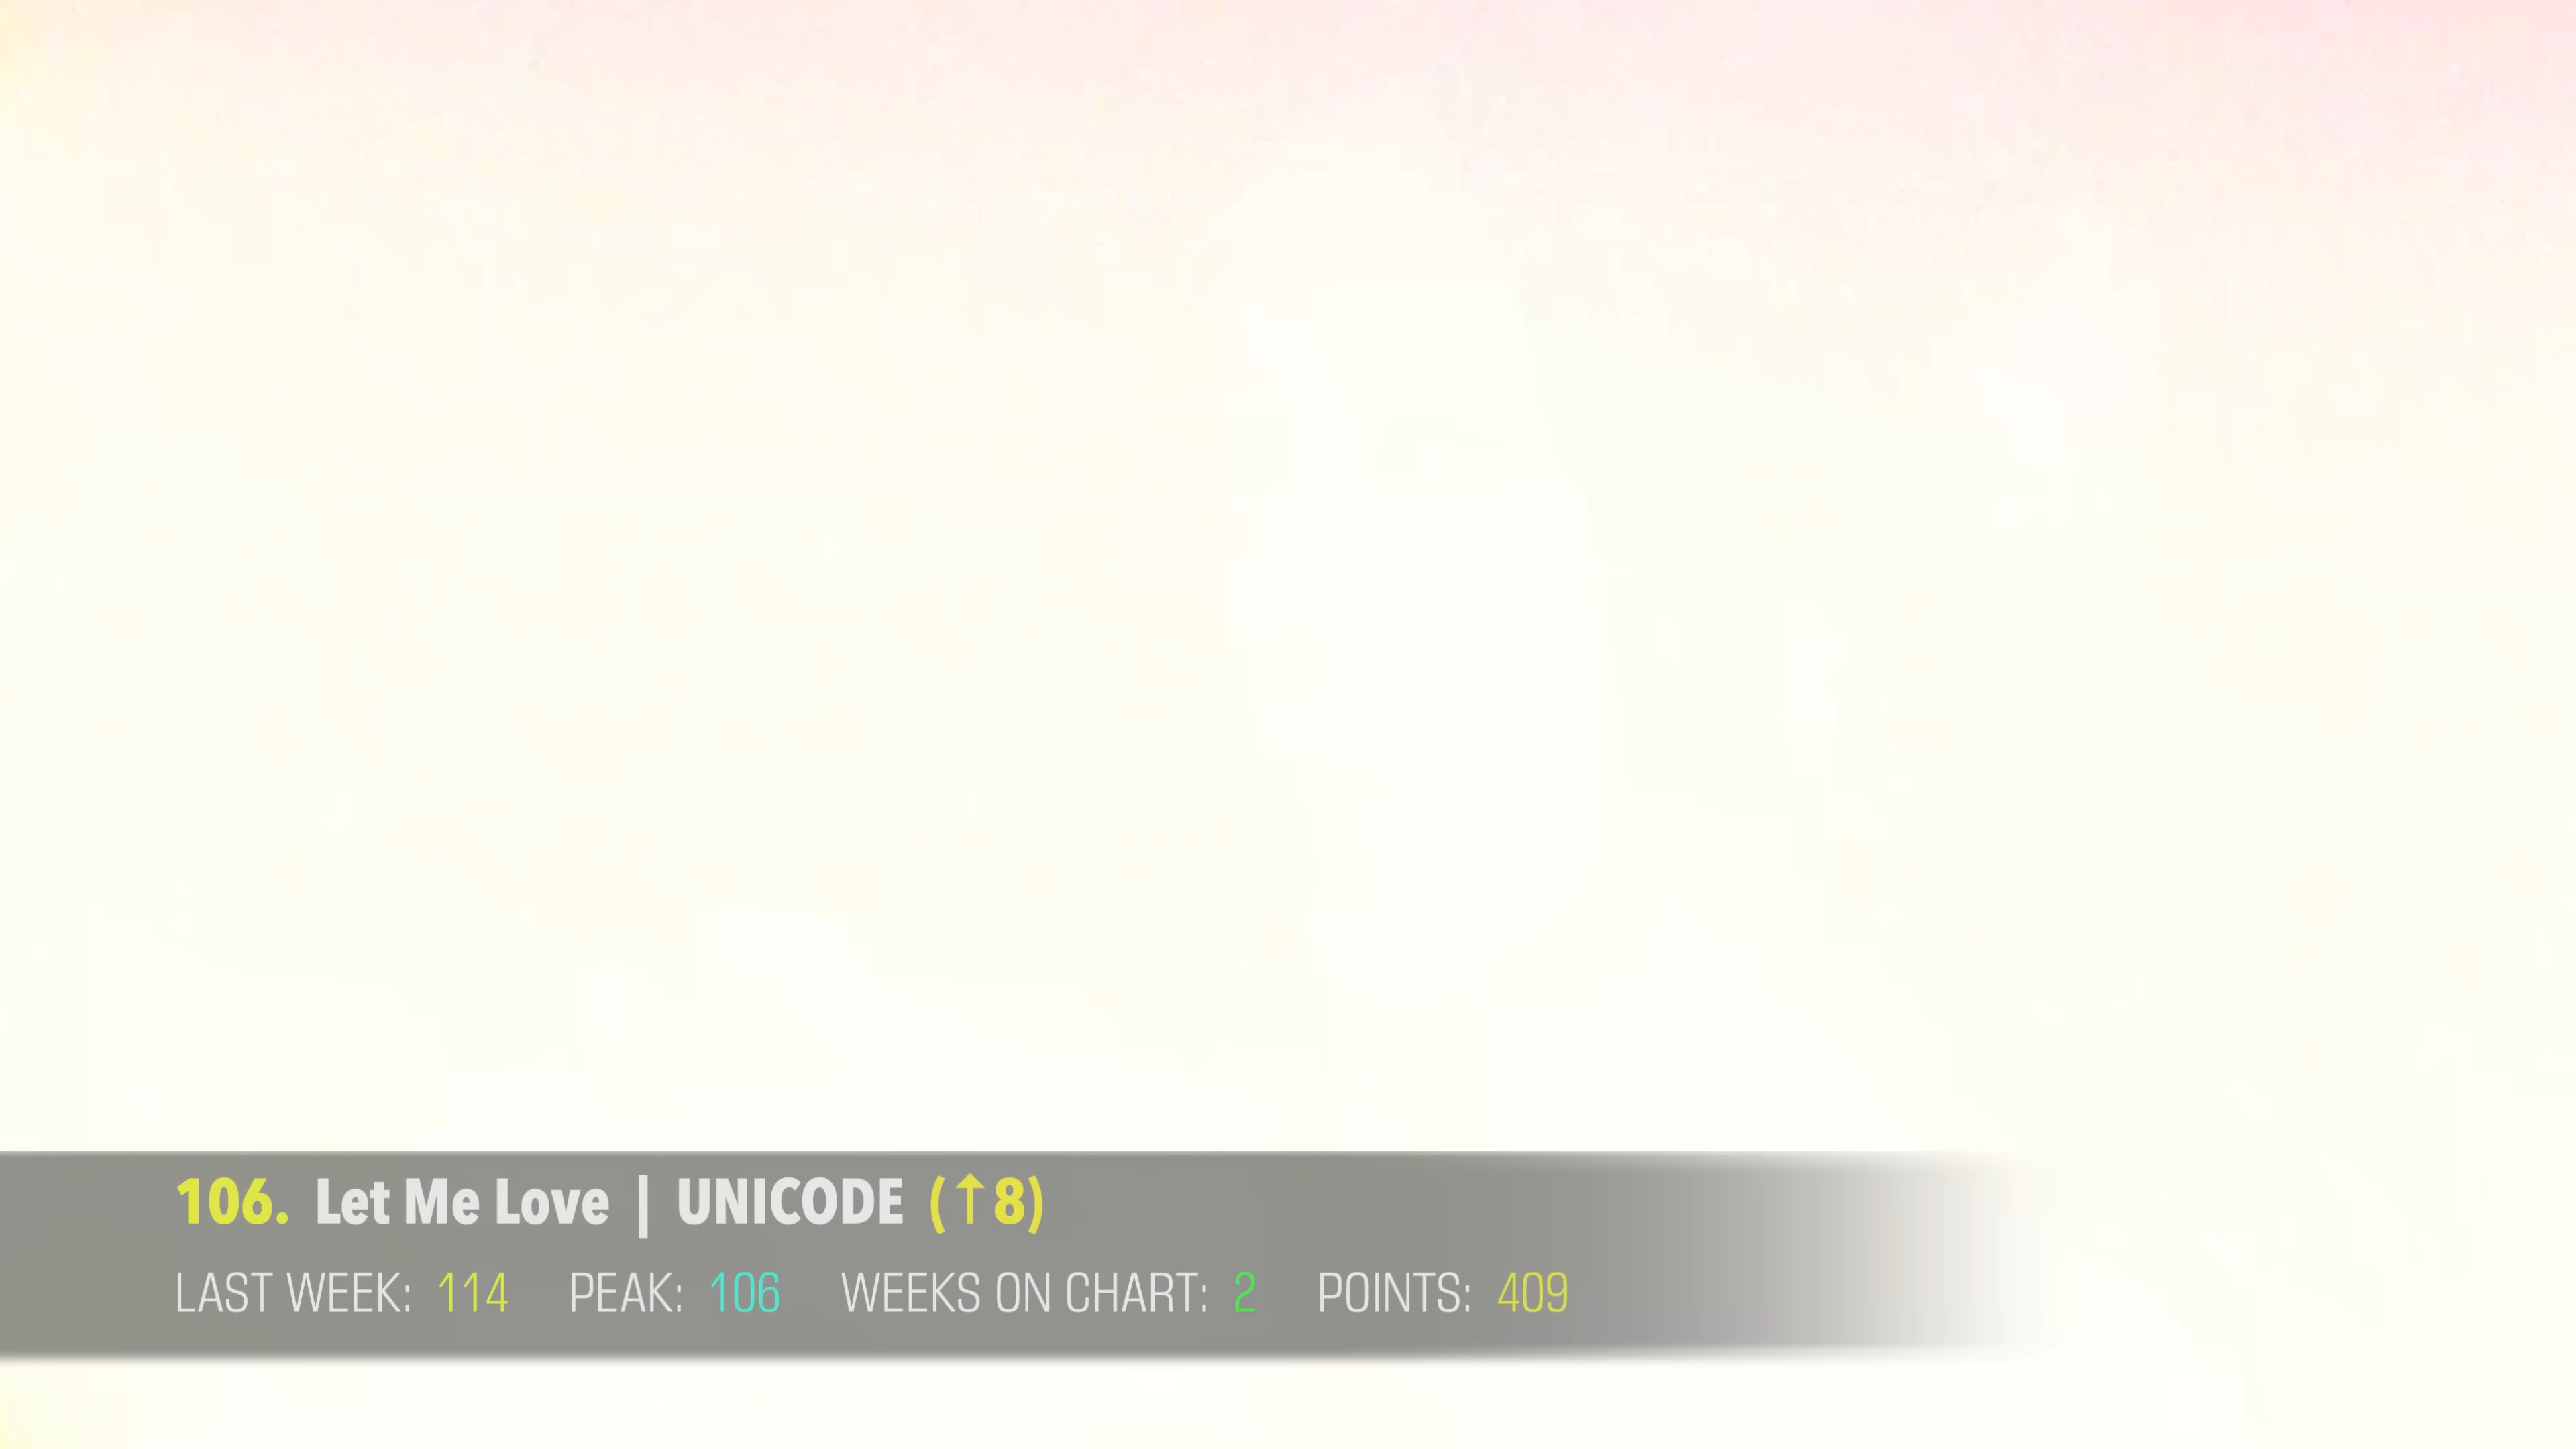 106. Let Me Love | UNICODE (↑8)
LAST WEEK: 114 PEAK: 106 WEEKS ON CHART: 2 POINTS: 409